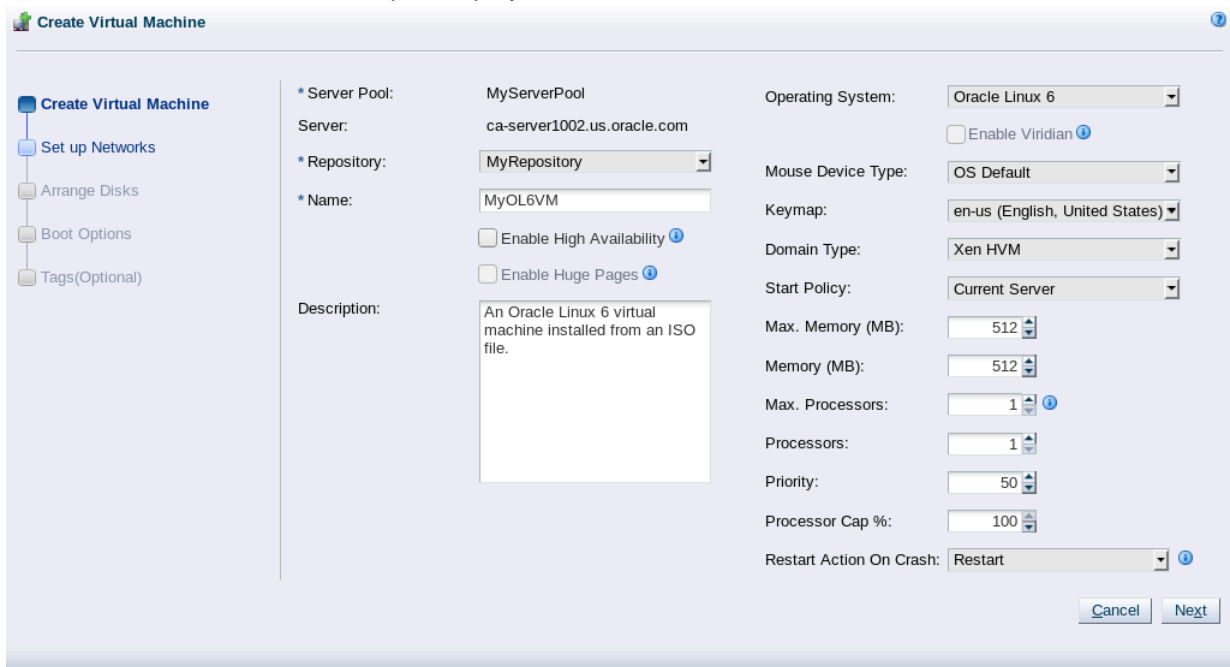 Create Virtual Machine
Create Virtual Machine
Set up Networks
Arrange Disks
Boot Options
Tags(Optional)
* Server Pool: MyServerPool
Server: ca-server1002.us.oracle.com
* Repository: MyRepository
* Name: MyOL6VM
Enable High Availability
Enable Huge Pages
Description: An Oracle Linux 6 virtual
machine installed from an ISO
file.
Operating System: Oracle Linux 6
Enable Viridian
Mouse Device Type: OS Default
Keymap: en-us (English, United States)
Domain Type: Xen HVM
Start Policy: Current Server
Max. Memory (MB): 512
Memory (MB): 512
Max. Processors: 1
Processors: 1
Priority: 50
Processor Cap %: 100
Restart Action On Crash: Restart
Cancel Next